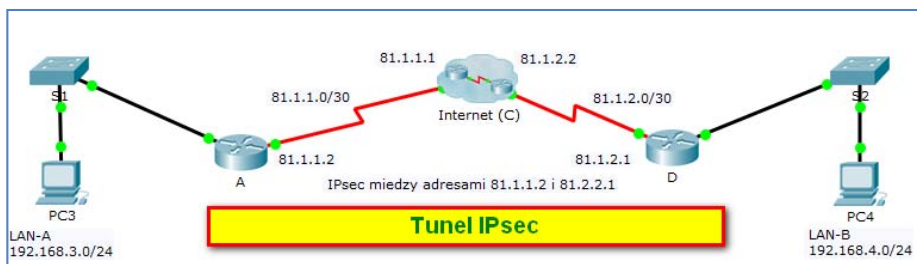 81.1.1.1
81.1.2.2
S1
81.1.1.0/30
Internet (C)
81.1.2.0/30
S2
81.1.1.2
81.1.2.1
A
D
IPsec miedzy adresami 81.1.1.2 i 81.2.2.1
PC3
PC4
Tunel IPsec
LAN-A
192.168.3.0/24
LAN-B
192.168.4.0/24